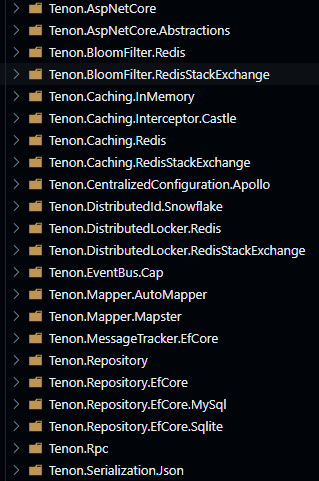 Tenon.AspNetCore
Tenon.AspNetCore.Abstractions
Tenon.BloomFilter.Redis
Tenon.BloomFilter.RedisStackExchange
Tenon.Caching.InMemory
Tenon.Caching.Interceptor.Castle
Tenon.Caching.Redis
Tenon.Caching.RedisStackExchange
Tenon.CentralizedConfiguration.Apollo
Tenon.DistributedId.Snowflake
Tenon.DistributedLocker.Redis
Tenon.DistributedLocker.RedisStackExchange
Tenon.EventBus.Cap
Tenon.Mapper.AutoMapper
Tenon.Mapper.Mapster
Tenon.MessageTracker.EfCore
Tenon.Repository
Tenon.Repository.EfCore
Tenon.Repository.EfCore.MySql
Tenon.Repository.EfCore.Sqlite
Tenon.Rpc
Tenon.Serialization.Json